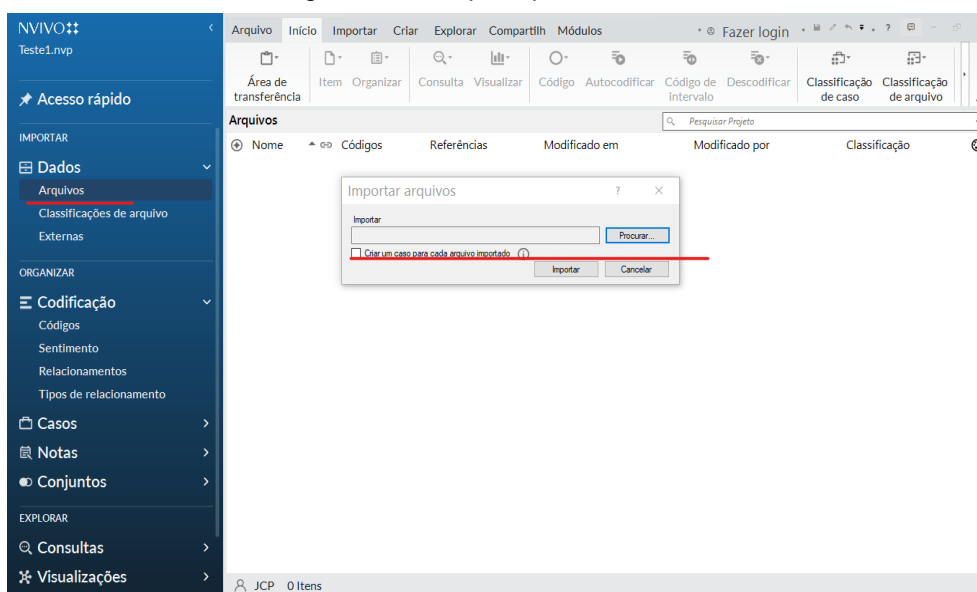 NVIVO
Teste1.nvp
Acesso rápido
IMPORTAR
Dados
Arquivos
Classificações de arquivo
Externas
ORGANIZAR
Codificação
Códigos
Sentimento
Relacionamentos
Tipos de relacionamento
Casos
Notas
Conjuntos
EXPLORAR
Consultas
Visualizações
Arquivo Início Importar Criar Explorar Compartilh Módulos Fazer login
Área de transferência
Item Organizar Consulta Visualizar Código Autocodificar
Código de intervalo
Descodificar
Classificação de caso
Classificação de arquivo
Arquivos
Pesquisar Projeto
Nome Códigos Referências Modificado em Modificado por Classificação
Importar arquivos ? ×
Importar
Procurar...
Criar um caso para cada arquivo importado
Importar Cancelar
JCP 0 Itens